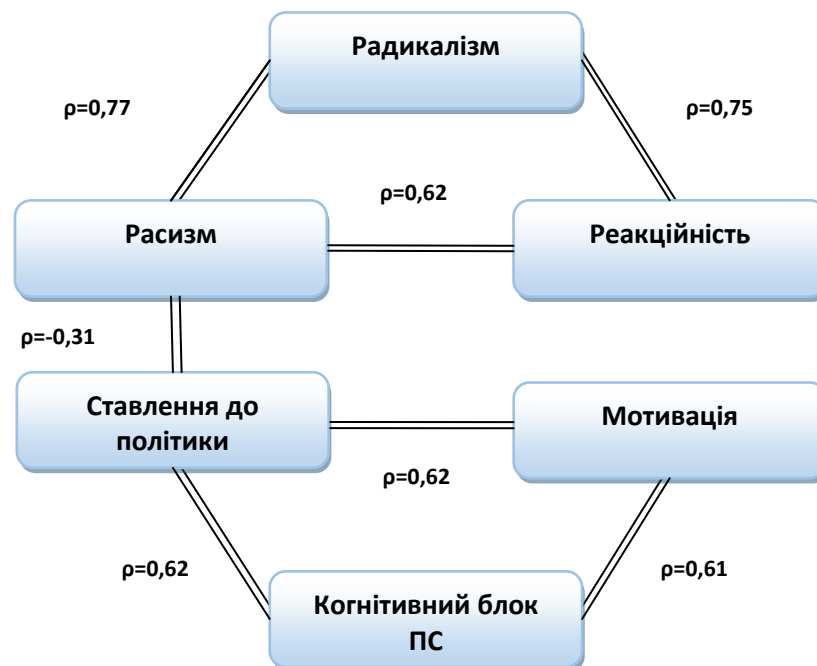 Радикалізм
ρ=0,77
ρ=0,75
ρ=0,62
Расизм
Реакційність
ρ=-0,31
Ставлення до
політики
Мотивація
ρ=0,62
ρ=0,62
ρ=0,61
Когнітивний блок
ПС